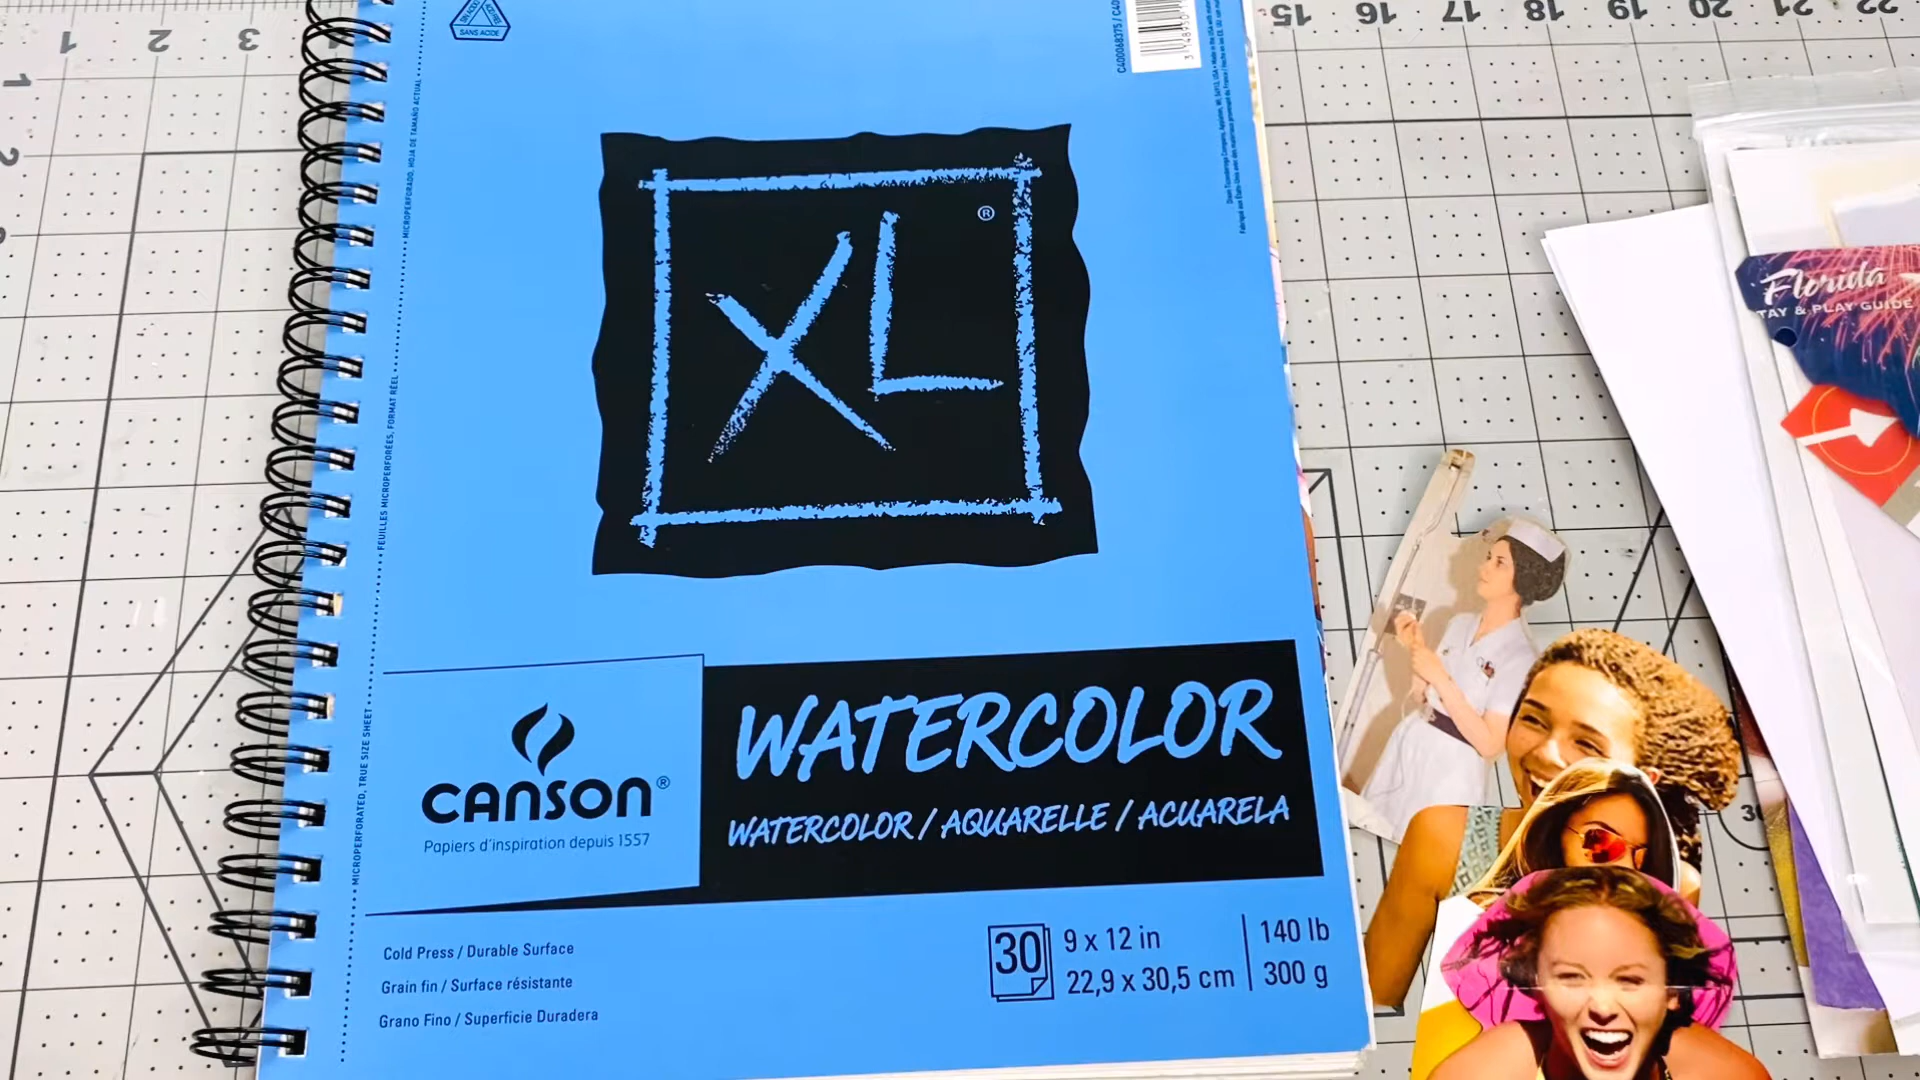 1 2 3
15 16 17 18 19 20 21 22
1
2
SANS ACIDE
XL
®
CANSON®
Papiers d'inspiration depuis 1557
WATERCOLOR
WATERCOLOR / AQUARELLE / ACUARELA
Cold Press / Durable Surface
Grain fin / Surface résistante
Grano Fino / Superficie Duradera
30
9 x 12 in
22,9 x 30,5 cm
140 lb
300 g
MICROPERFORATED, TRUE SIZE SHEET • FEUILLES MICROPERFORÉES, FORMAT RÉEL • MICROPERFORADO, HOJA DE TAMAÑO ACTUAL
Florida
TAY & PLAY GUIDE